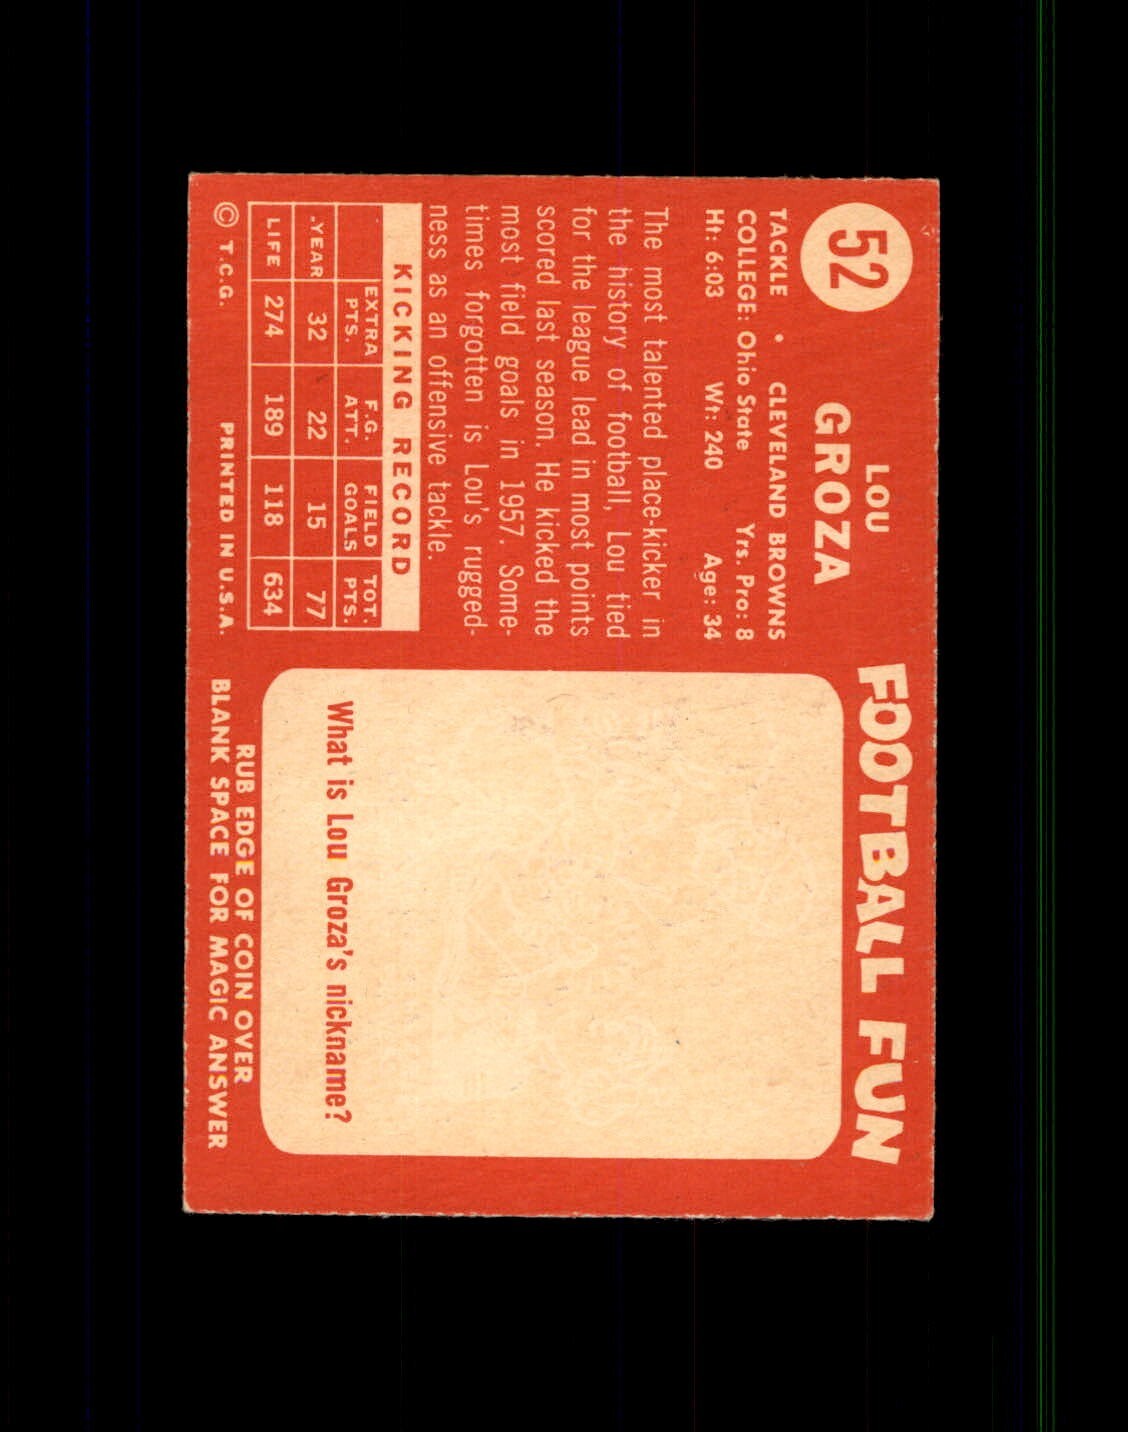 52
LOU
GROZA
TACKLE • CLEVELAND BROWNS
COLLEGE: Ohio State Yrs. Pro: 8
Ht: 6:03 Wt: 240 Age: 34
The most talented place-kicker in
the history of football, Lou tied
for the league lead in most points
scored last season. He kicked the
most field goals in 1957. Some-
times forgotten is Lou's rugged-
ness as an offensive tackle.
KICKING RECORD
EXTRA PTS. F.G. ATT. FIELD GOALS TOT. PTS.
YEAR 32 22 15 77
LIFE 274 189 118 634
© T.C.G. PRINTED IN U.S.A.
FOOTBALL FUN
What is Lou Groza's nickname?
RUB EDGE OF COIN OVER
BLANK SPACE FOR MAGIC ANSWER